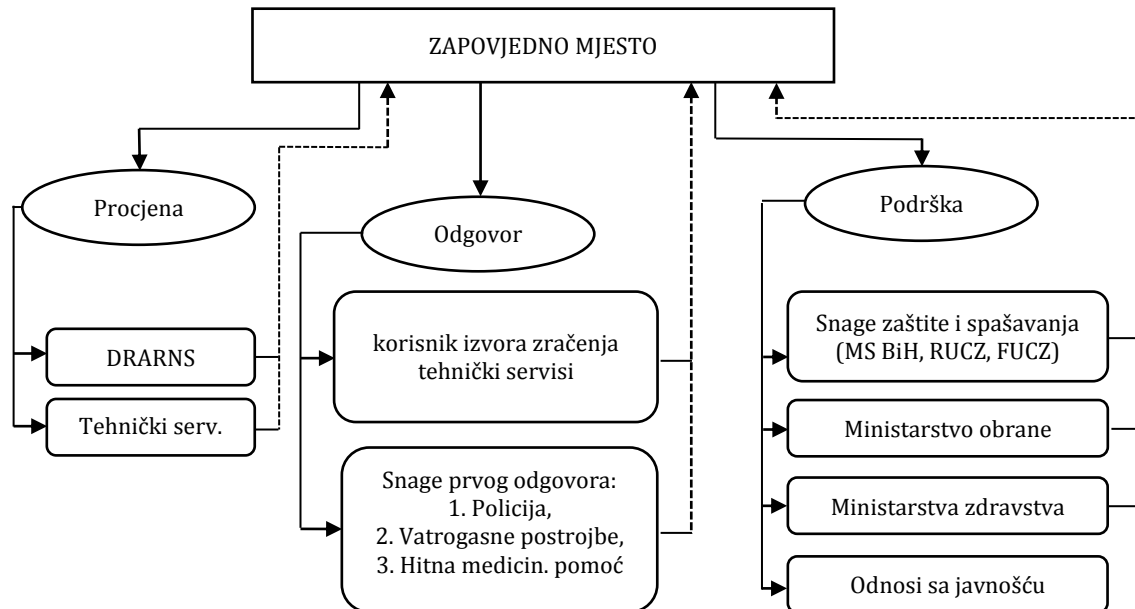 ZAPOVJEDNO MJESTO
Procjena
Odgovor
Podrška
DRARNS
Tehnički serv.
korisnik izvora zračenja
tehnički servisi
Snage prvog odgovora:
1. Policija,
2. Vatrogasne postrojbe,
3. Hitna medicin. pomoć
Snage zaštite i spašavanja
(MS BiH, RUCZ, FUCZ)
Ministarstvo obrane
Ministarstva zdravstva
Odnosi sa javnošću